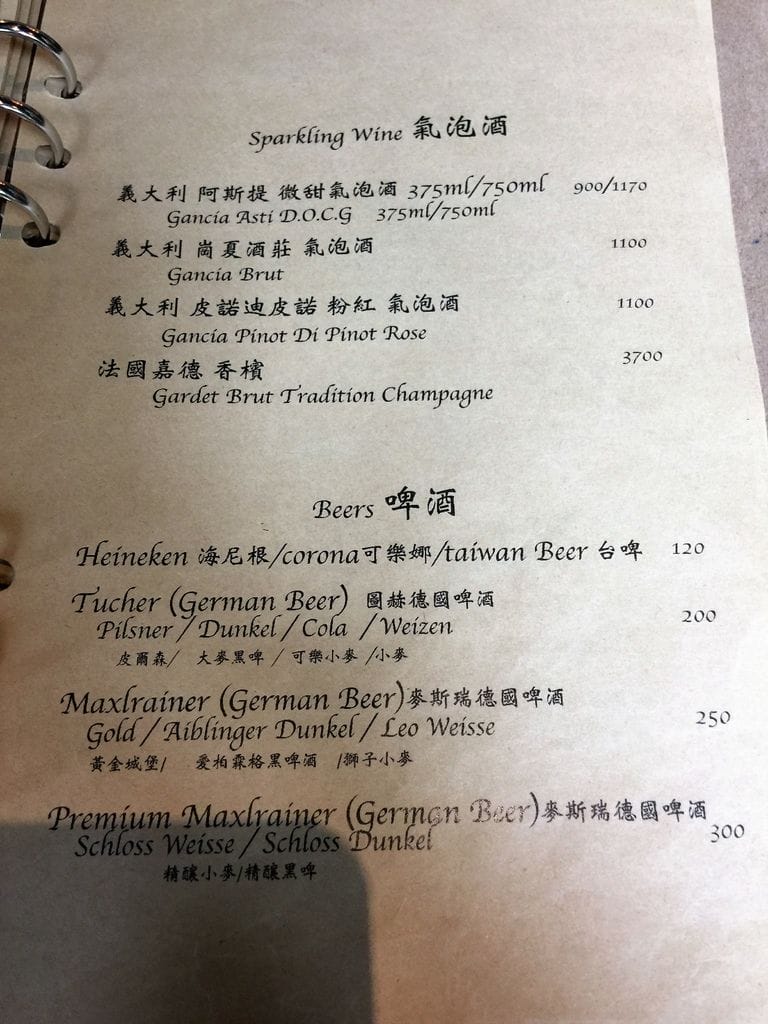 Sparkling Wine 氣泡酒
義大利 阿斯提 微甜氣泡酒 375ml/750ml 900/1170
Gancia Asti D.O.C.G 375ml/750ml
義大利 崗夏酒莊 氣泡酒 1100
Gancia Brut
義大利 皮諾迪皮諾 粉紅 氣泡酒 1100
Gancia Pinot Di Pinot Rose
法國嘉德 香檳 3700
Gardet Brut Tradition Champagne
Beers 啤酒
Heineken 海尼根/corona可樂娜/taiwan Beer 台啤 120
Tucher (German Beer) 圖赫德國啤酒
Pilsner / Dunkel / Cola / Weizen 200
皮爾森/ 大麥黑啤 / 可樂小麥 /小麥
Maxlrainer (German Beer)麥斯瑞德國啤酒
Gold / Aiblinger Dunkel / Leo Weisse 250
黃金城堡/ 愛柏霖格黑啤酒 /獅子小麥
Premium Maxlrainer (German Beer)麥斯瑞德國啤酒
Schloss Weisse / Schloss Dunkel 300
精釀小麥/精釀黑啤